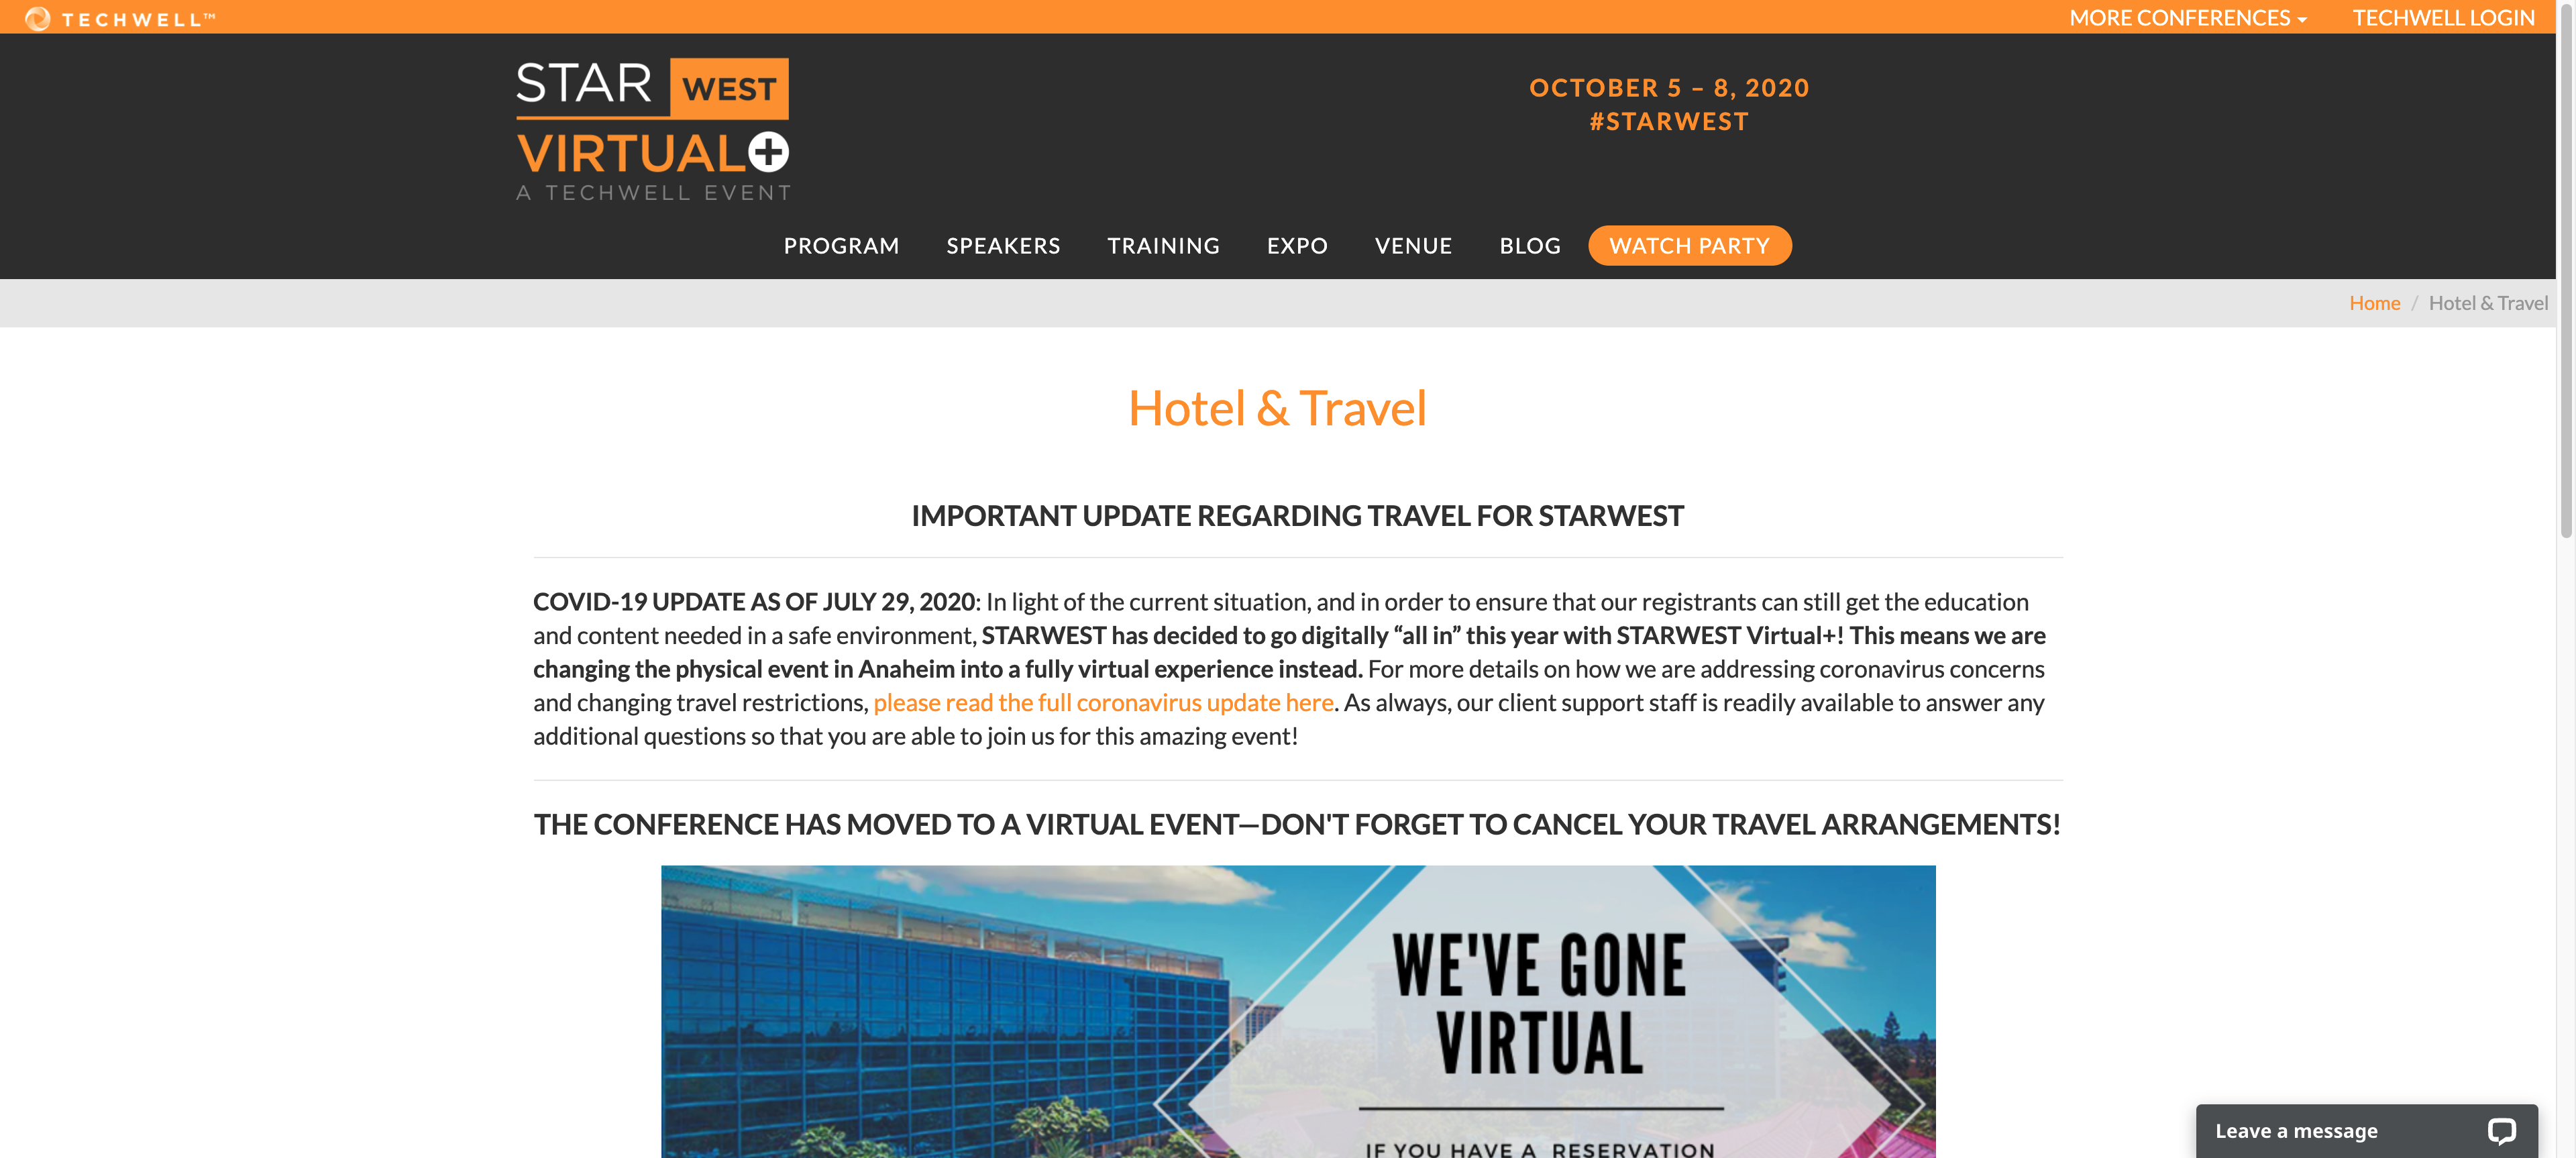 TECHWELL™
MORE CONFERENCES
TECHWELL LOGIN
STAR WEST
VIRTUAL+
A TECHWELL EVENT
OCTOBER 5 – 8, 2020
#STARWEST
PROGRAM
SPEAKERS
TRAINING
EXPO
VENUE
BLOG
WATCH PARTY
Home / Hotel & Travel
Hotel & Travel
IMPORTANT UPDATE REGARDING TRAVEL FOR STARWEST
COVID-19 UPDATE AS OF JULY 29, 2020: In light of the current situation, and in order to ensure that our registrants can still get the education
and content needed in a safe environment, STARWEST has decided to go digitally “all in” this year with STARWEST Virtual+! This means we are
changing the physical event in Anaheim into a fully virtual experience instead. For more details on how we are addressing coronavirus concerns
and changing travel restrictions, please read the full coronavirus update here. As always, our client support staff is readily available to answer any
additional questions so that you are able to join us for this amazing event!
THE CONFERENCE HAS MOVED TO A VIRTUAL EVENT—DON'T FORGET TO CANCEL YOUR TRAVEL ARRANGEMENTS!
WE'VE GONE
VIRTUAL
IF YOU HAVE A RESERVATION
Leave a message